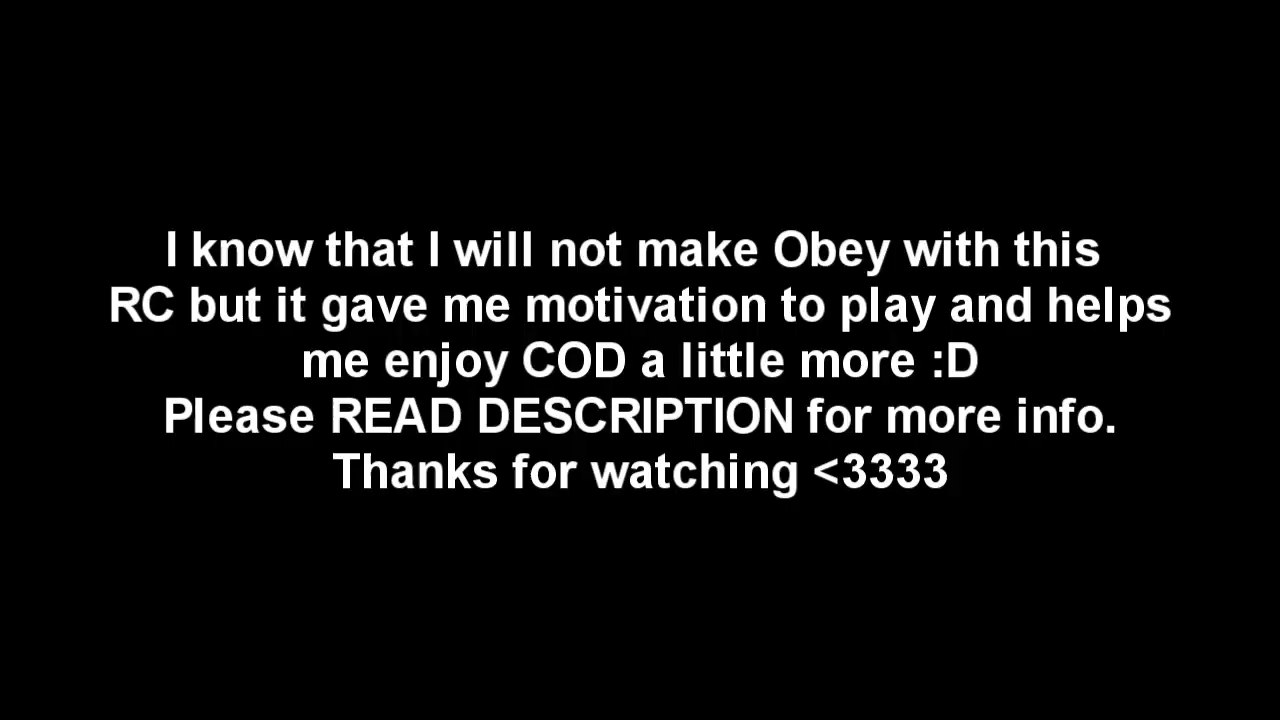 I know that I will not make Obey with this
RC but it gave me motivation to play and helps
me enjoy COD a little more :D
Please READ DESCRIPTION for more info.
Thanks for watching <3333